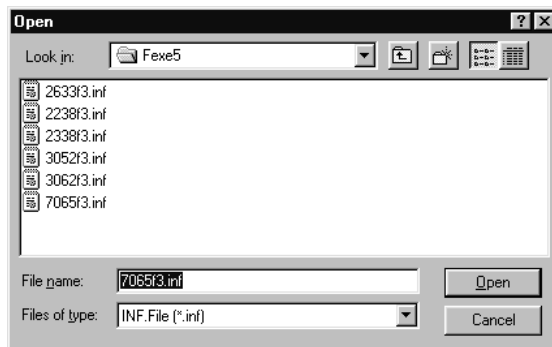 Open
Look in: Fexe5
2633f3.inf
2238f3.inf
2338f3.inf
3052f3.inf
3062f3.inf
7065f3.inf
File name: 7065f3.inf Open
Files of type: INF.File (*.inf) Cancel